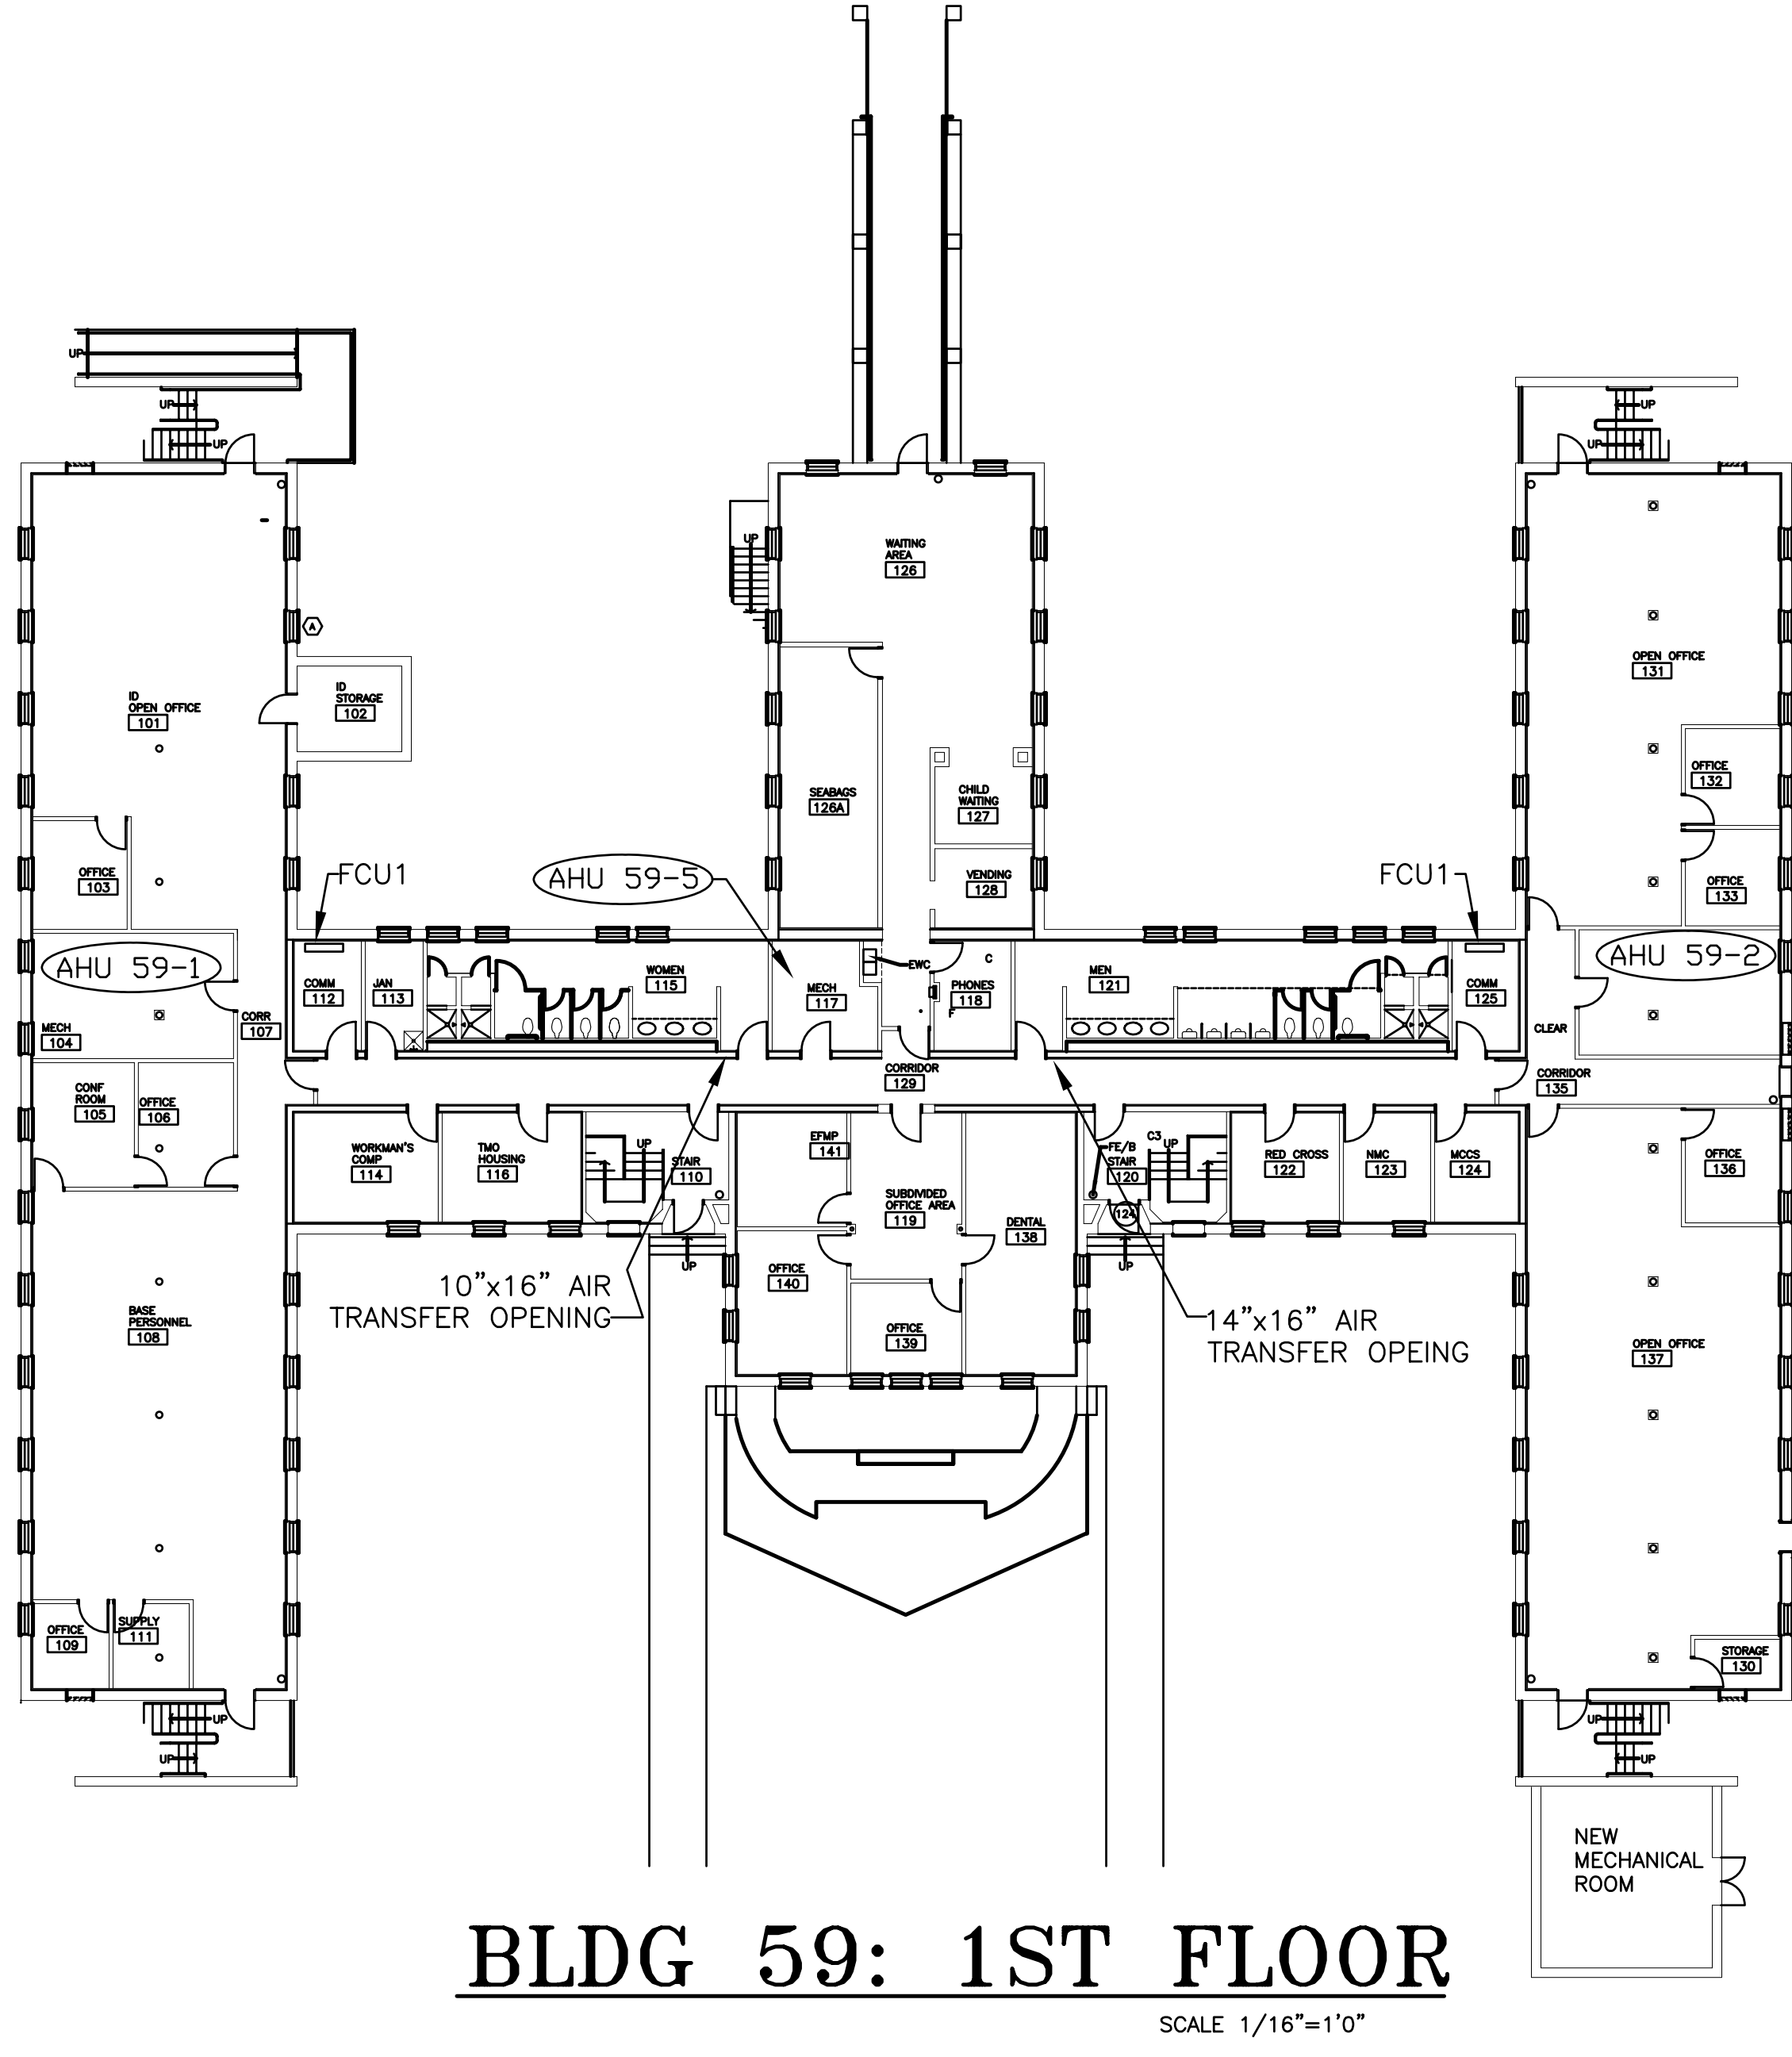 UP
UP
UP
UP
UP
UP
WAITING
AREA
126
A
ID
OPEN OFFICE
101
ID
STORAGE
102
OPEN OFFICE
131
OFFICE
132
SEABAGS
126A
CHILD
WAITING
127
OFFICE
103
FCU1
AHU 59-5
VENDING
128
FCU1
OFFICE
133
AHU 59-1
COMM
112
JAN
113
WOMEN
115
MECH
117
EWC
C
PHONES
118
F
MEN
121
COMM
125
AHU 59-2
MECH
104
CORR
107
CLEAR
CORRIDOR
129
CORRIDOR
135
CONF
ROOM
105
OFFICE
106
WORKMAN'S
COMP
114
TMO
HOUSING
116
UP
STAIR
110
EFMP
141
SUBDIVIDED
OFFICE AREA
119
DENTAL
138
C3
FE/B
UP
STAIR
120
124
RED CROSS
122
NMC
123
MCCS
124
OFFICE
136
UP
UP
OFFICE
140
OFFICE
139
10"x16" AIR
TRANSFER OPENING
14"x16" AIR
TRANSFER OPEING
BASE
PERSONNEL
108
OPEN OFFICE
137
OFFICE
109
SUPPLY
111
STORAGE
130
UP
UP
UP
UP
NEW
MECHANICAL
ROOM
BLDG 59: 1ST FLOOR
SCALE 1/16"=1'0"